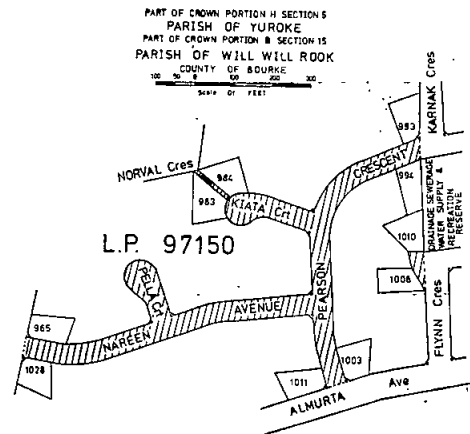 PART OF CROWN PORTION H SECTION 5
PARISH OF YUROKE
PART OF CROWN PORTION B SECTION 15
PARISH OF WILL WILL ROOK
COUNTY OF BOURKE
100 50 0 100 200 300
Scale Of FEET
KARNAK Cres
993
NORVAL Cres
984
983
KIATA Crt
CRESCENT
994
DRAINAGE SEWERAGE
WATER SUPPLY &
RECREATION
RESERVE
1010
L.P. 97150
PELLA Crt
PEARSON
1008
965
NAREEN
AVENUE
FLYNN Cres
1028
1011
1003
ALMURTA Ave